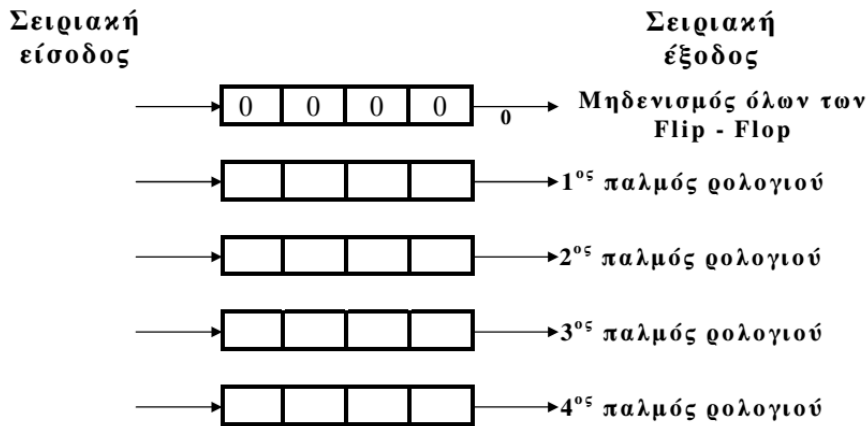 Σειριακή
είσοδος
Σειριακή
έξοδος
0 0 0 0 0 Μηδενισμός όλων των
Flip - Flop
1ος παλμός ρολογιού
2ος παλμός ρολογιού
3ος παλμός ρολογιού
4ος παλμός ρολογιού